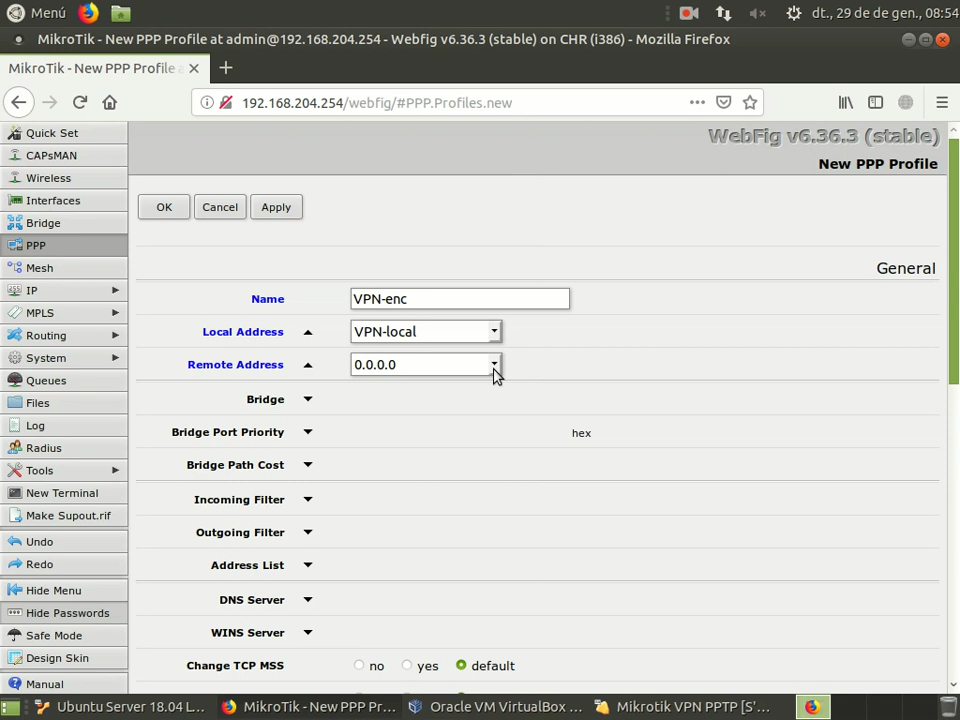 Menú
dt., 29 de de gen., 08:54
MikroTik - New PPP Profile at admin@192.168.204.254 - Webfig v6.36.3 (stable) on CHR (i386) - Mozilla Firefox
MikroTik - New PPP Profile a
192.168.204.254/webfig/#PPP.Profiles.new
WebFig v6.36.3 (stable)
New PPP Profile
Quick Set
CAPsMAN
Wireless
Interfaces
Bridge
PPP
Mesh
IP
MPLS
Routing
System
Queues
Files
Log
Radius
Tools
New Terminal
Make Supout.rif
Undo
Redo
Hide Menu
Hide Passwords
Safe Mode
Design Skin
Manual
OK Cancel Apply
General
Name VPN-enc
Local Address VPN-local
Remote Address 0.0.0.0
Bridge
Bridge Port Priority hex
Bridge Path Cost
Incoming Filter
Outgoing Filter
Address List
DNS Server
WINS Server
Change TCP MSS no yes default
Ubuntu Server 18.04 L... MikroTik - New PPP Pr... Oracle VM VirtualBox ... Mikrotik VPN PPTP [S'...